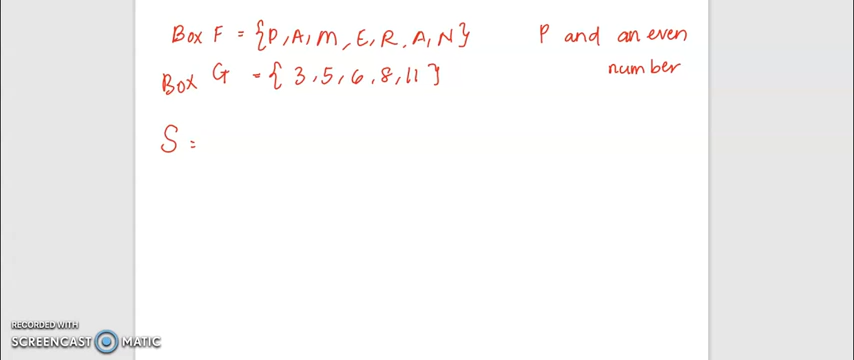 Box F = {P, A, M, E, R, A, N}
P and an even
number
Box G = { 3, 5, 6, 8, 11 }
S =
RECORDED WITH
SCREENCAST MATIC